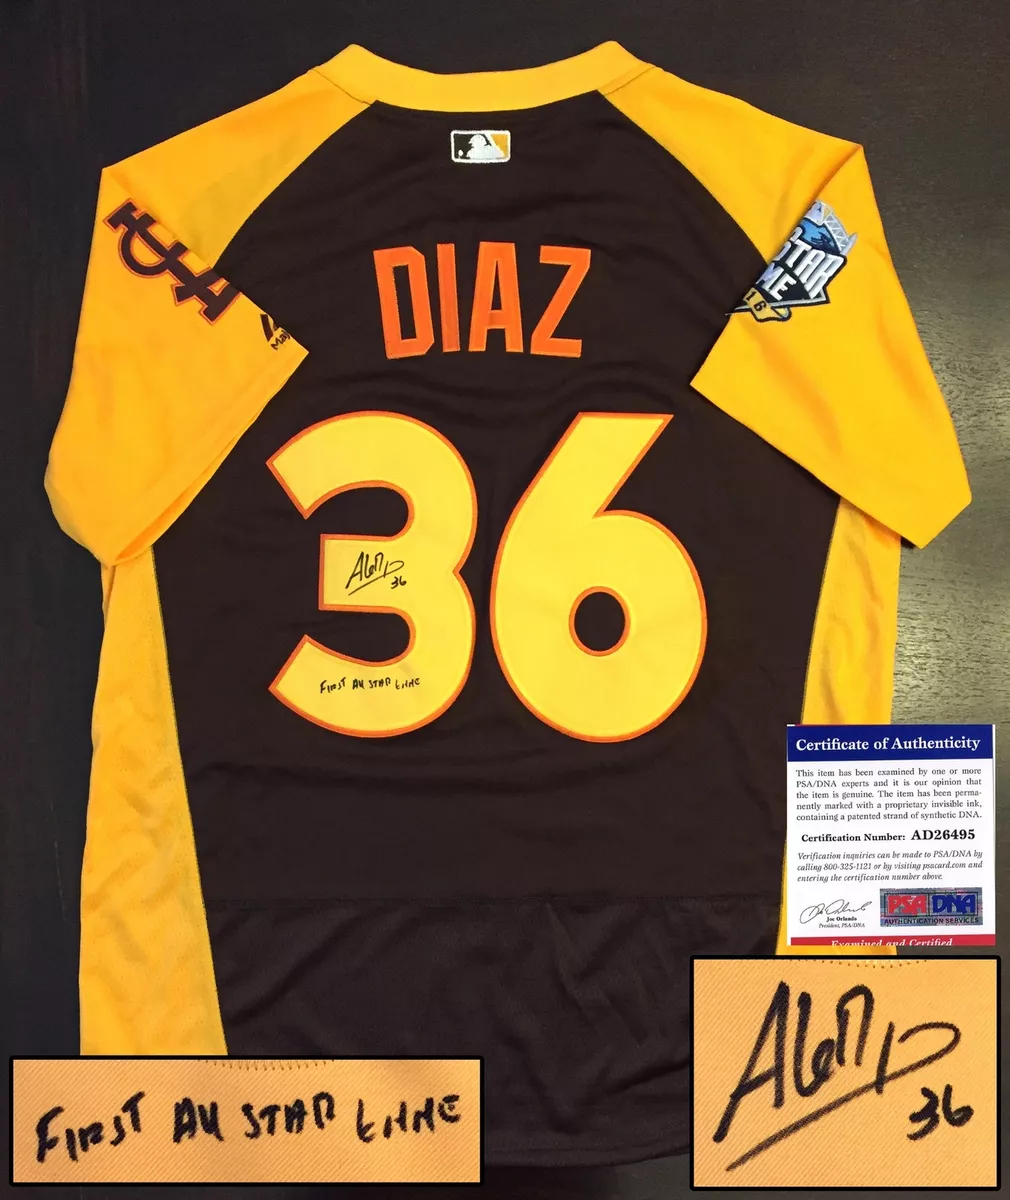 DIAZ
STAR
36
36
FIRST All STAR GAME
Certificate of Authenticity
This item has been examined by one or more
PSA/DNA experts and it is our opinion that
the item is genuine. The item has been perma-
nently marked with a proprietary invisible ink,
containing a patented strand of synthetic DNA.
Certification Number: AD26495
Verification inquiries can be made to PSA/DNA by
calling 800-325-1121 or by visiting psacard.com and
entering the certification number above.
Joe Orlando
President, PSA/DNA
PSA DNA
AUTHENTICATION SERVICES
Examined and Certified
FIRST All STAR GAME
36